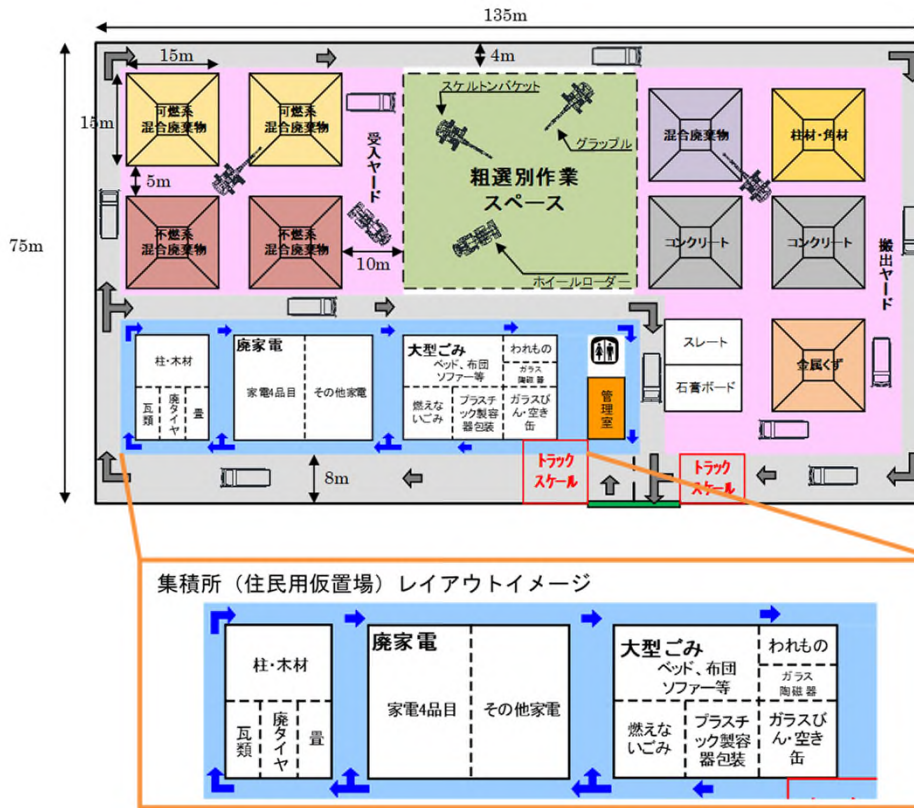 135m
4m
15m
15m
5m
75m
可燃系
混合廃棄物
可燃系
混合廃棄物
不燃系
混合廃棄物
不燃系
混合廃棄物
受入ヤード
10m
スケルトンバケット
グラップル
粗選別作業
スペース
ホイールローダー
混合廃棄物
柱材・角材
コンクリート
コンクリート
搬出ヤード
スレート
石膏ボード
金属くず
柱・木材
瓦類
廃タイヤ
畳
廃家電
家電4品目
その他家電
大型ごみ
ベッド、布団
ソファー等
われもの
ガラス
陶磁器
燃えな
いごみ
プラスチ
ック製容
器包装
ガラスび
ん・空き
缶
管理室
8m
トラック
スケール
トラック
スケール
集積所（住民用仮置場）レイアウトイメージ
柱・木材
瓦類
廃タイヤ
畳
廃家電
家電4品目
その他家電
大型ごみ
ベッド、布団
ソファー等
われもの
ガラス
陶磁器
燃えな
いごみ
プラスチ
ック製容
器包装
ガラスび
ん・空き
缶